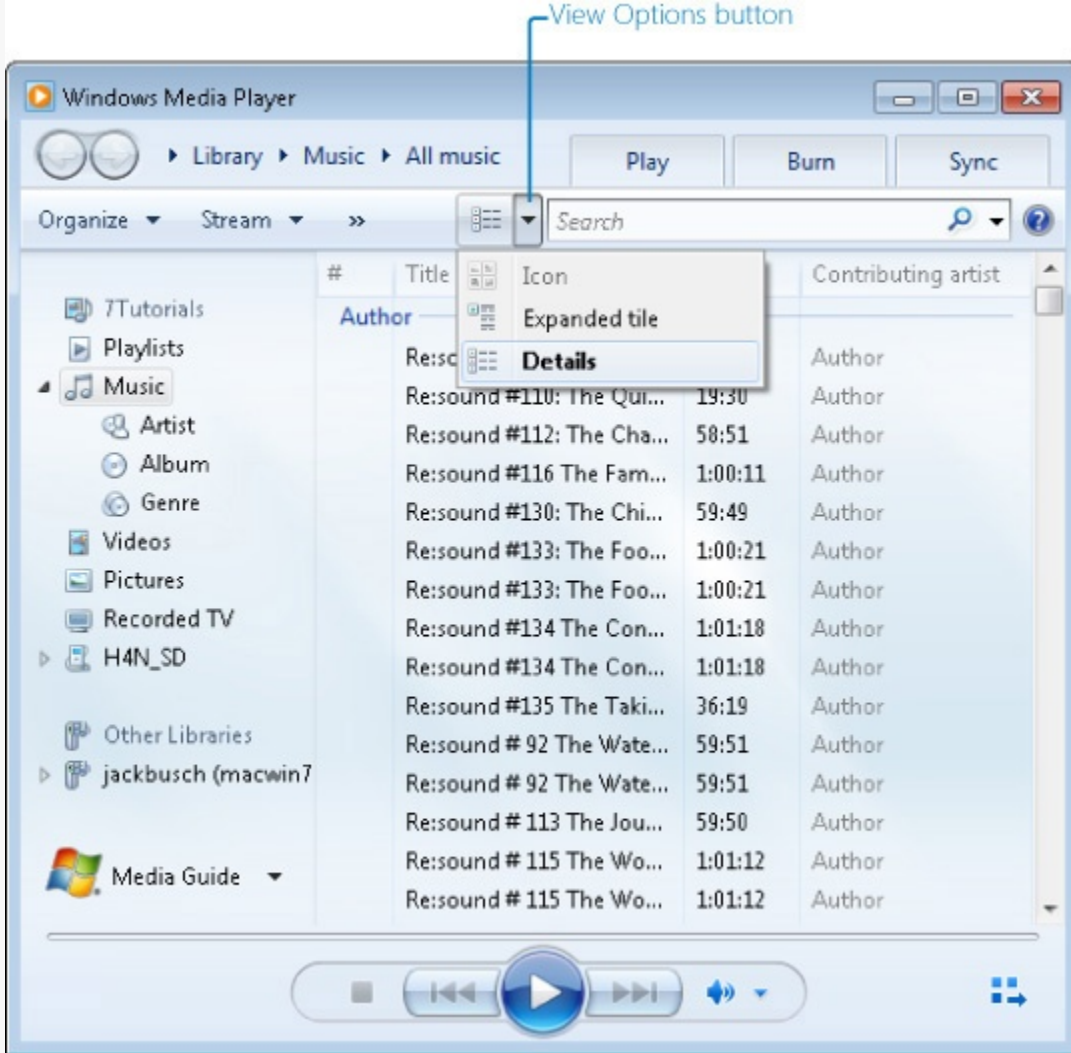 View Options button
Windows Media Player
Library Music All music Play Burn Sync
Organize Stream » Search
# Title Contributing artist
Icon
Expanded tile
Details
7Tutorials
Playlists
Music
Artist
Album
Genre
Videos
Pictures
Recorded TV
H4N_SD
Other Libraries
jackbusch (macwin7
Media Guide
Author
Re:sc Author
Re:sound #110: The Qui... 19:30 Author
Re:sound #112: The Cha... 58:51 Author
Re:sound #116 The Fam... 1:00:11 Author
Re:sound #130: The Chi... 59:49 Author
Re:sound #133: The Foo... 1:00:21 Author
Re:sound #133: The Foo... 1:00:21 Author
Re:sound #134 The Con... 1:01:18 Author
Re:sound #134 The Con... 1:01:18 Author
Re:sound #135 The Taki... 36:19 Author
Re:sound # 92 The Wate... 59:51 Author
Re:sound # 92 The Wate... 59:51 Author
Re:sound # 113 The Jou... 59:50 Author
Re:sound # 115 The Wo... 1:01:12 Author
Re:sound # 115 The Wo... 1:01:12 Author